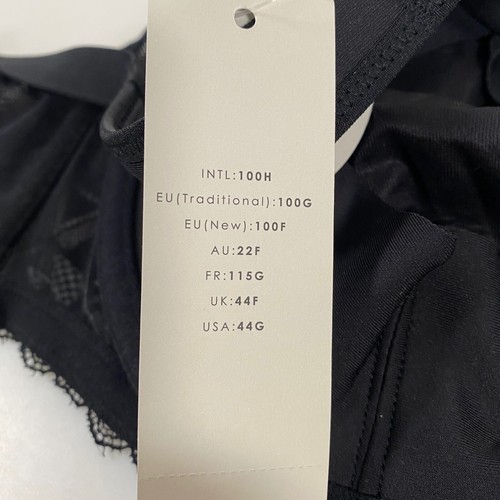 INTL:100H
EU(Traditional):100G
EU(New):100F
AU:22F
FR:115G
UK:44F
USA:44G